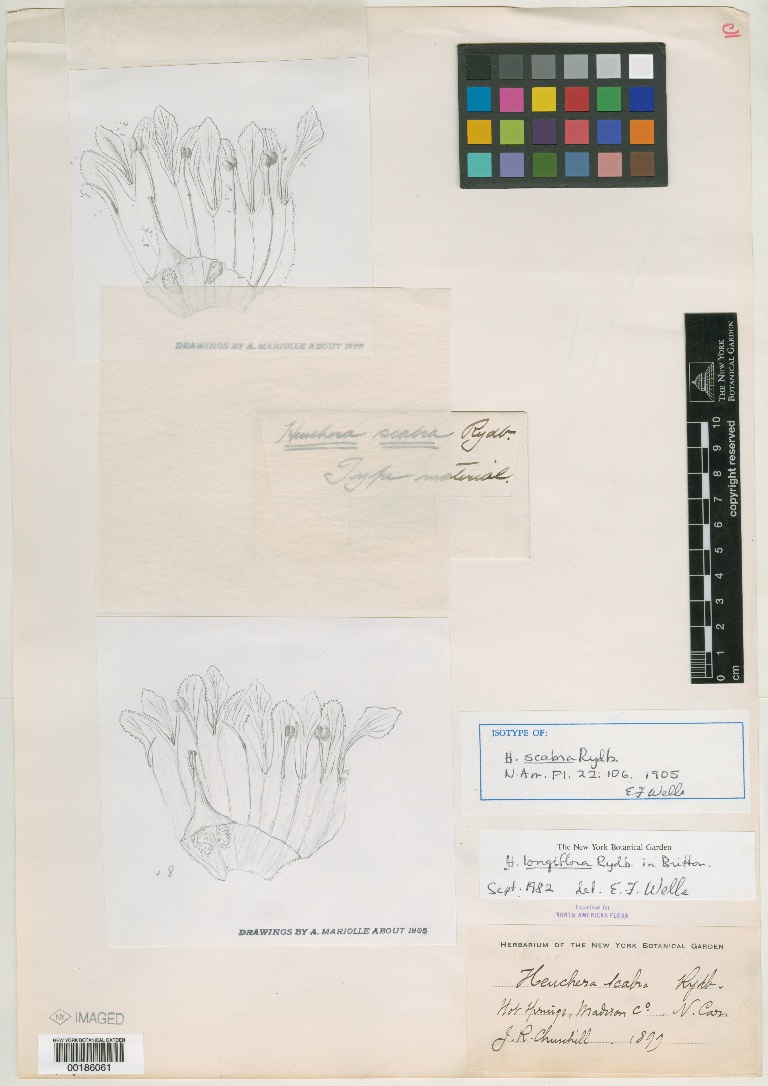 DRAWINGS BY A. MARIOLLE ABOUT 1905
Heuchera scabra Rydb.
Type material.
THE NEW YORK
BOTANICAL GARDEN
copyright reserved
10
9
8
7
6
5
4
3
2
1
0
cm
ISOTYPE OF:
H. scabra Rydb.
N. Am. Fl. 22: 106. 1905
E. F. Wells
The New York Botanical Garden
H. longiflora Rydb. in Britton.
Sept. 1982 det. E. F. Wells
Examined for
NORTH AMERICAN FLORA
DRAWINGS BY A. MARIOLLE ABOUT 1905
HERBARIUM OF THE NEW YORK BOTANICAL GARDEN
Heuchera scabra Rydb.
Hot Springs, Madison Co. N. Car.
J. R. Churchill 1899
NY IMAGED
NEW YORK BOTANICAL GARDEN
00186061